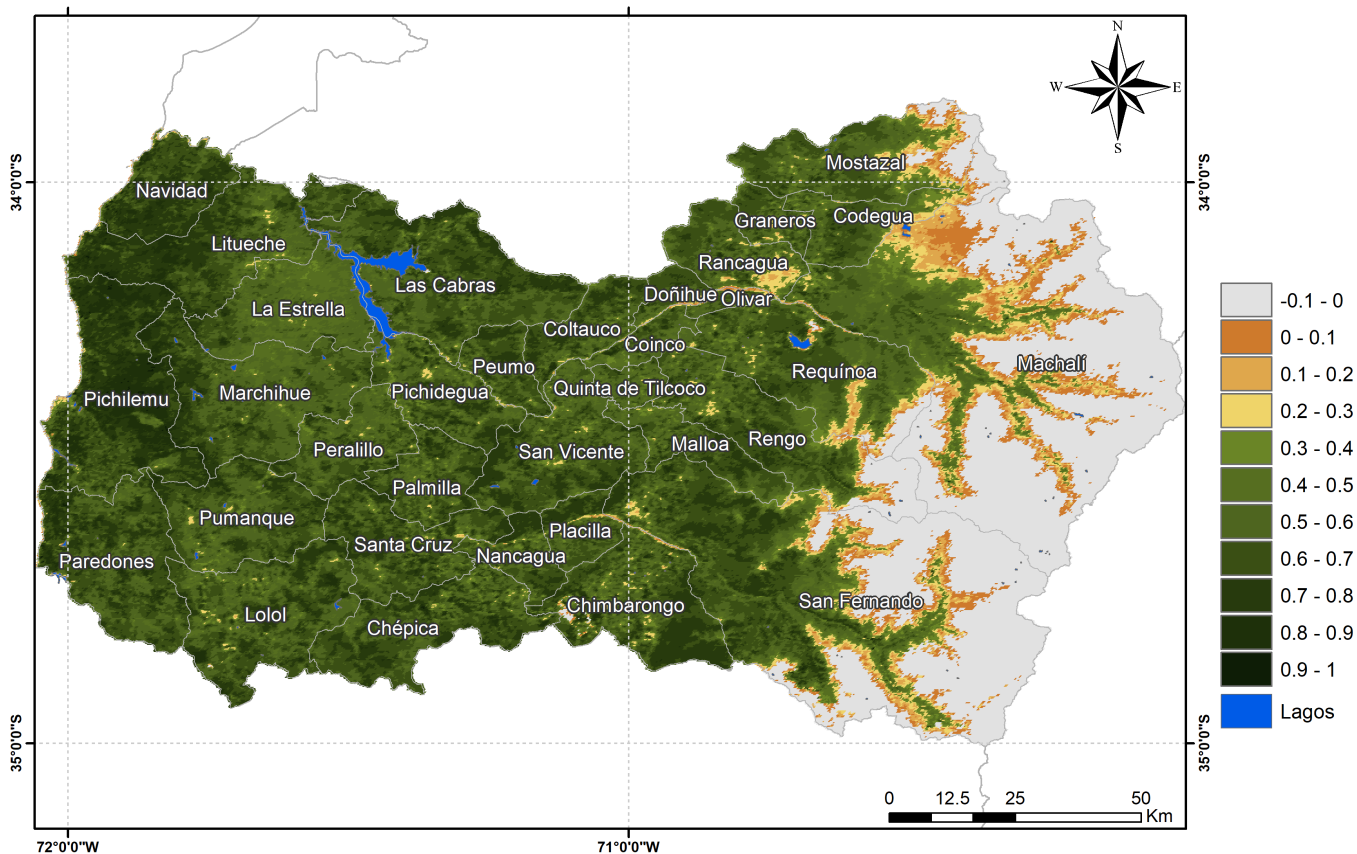 N
W
E
S
34°0'0"S
34°0'0"S
Mostazal
Navidad
Graneros
Codegua
Litueche
Rancagua
Las Cabras
Doñihue
Olivar
La Estrella
Coltauco
Coinco
Machalí
Peumo
Requínoa
Pichidegua
Quinta de Tilcoco
Marchihue
Pichilemu
Rengo
Malloa
Peralillo
San Vicente
Palmilla
Pumanque
Placilla
Santa Cruz
Nancagua
Paredones
San Fernando
Chimbarongo
Lolol
Chépica
-0.1 - 0
0 - 0.1
0.1 - 0.2
0.2 - 0.3
0.3 - 0.4
0.4 - 0.5
0.5 - 0.6
0.6 - 0.7
0.7 - 0.8
0.8 - 0.9
0.9 - 1
Lagos
35°0'0"S
35°0'0"S
0 12.5 25 50
Km
72°0'0"W
71°0'0"W